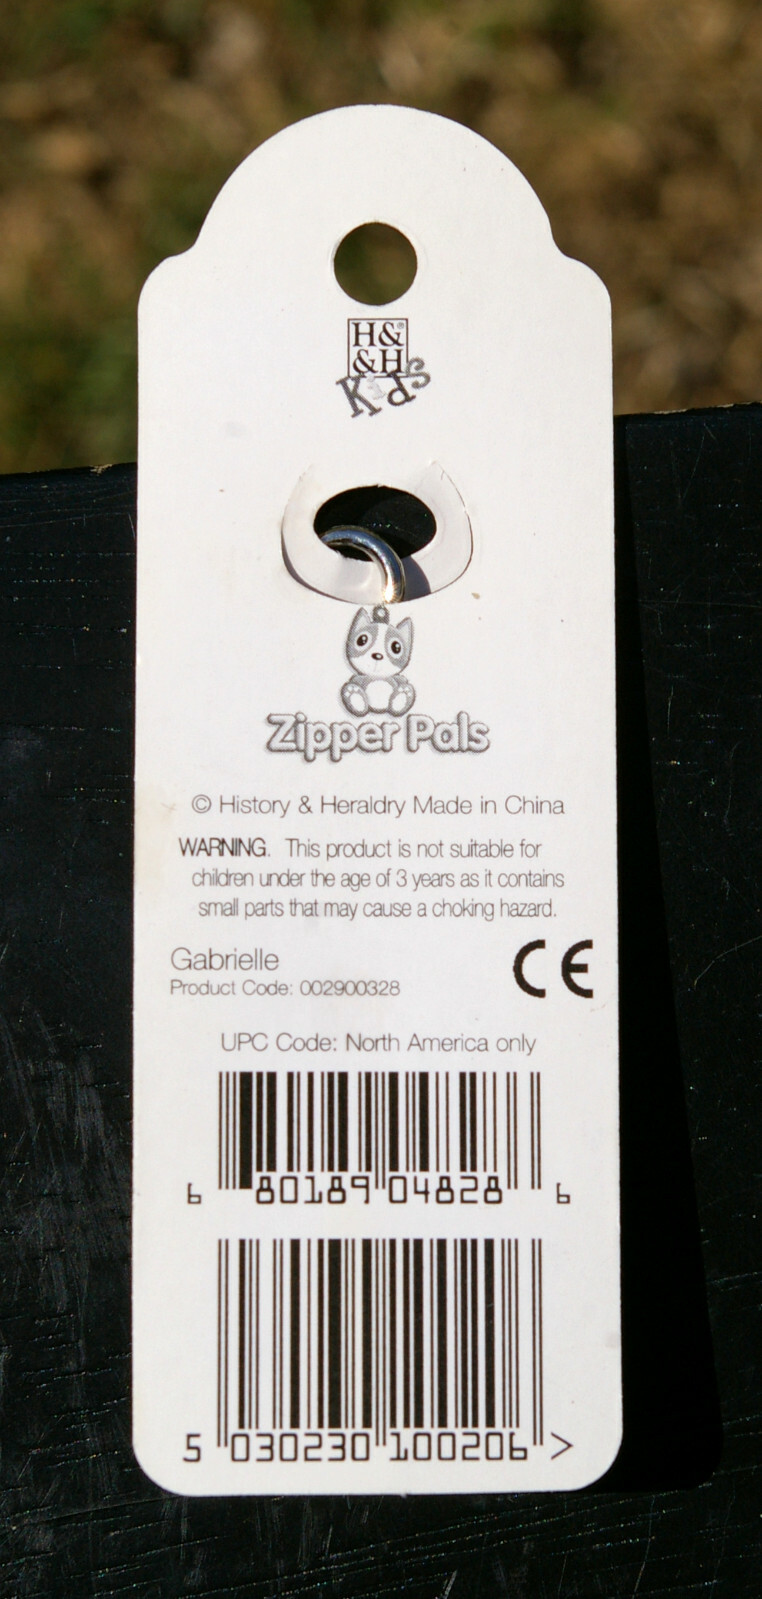 H&®
&H
Kids
Zipper Pals
© History & Heraldry Made in China
WARNING. This product is not suitable for
children under the age of 3 years as it contains
small parts that may cause a choking hazard.
Gabrielle
CE
Product Code: 002900328
UPC Code: North America only
6 80189 04828 6
5 030230 100206 >